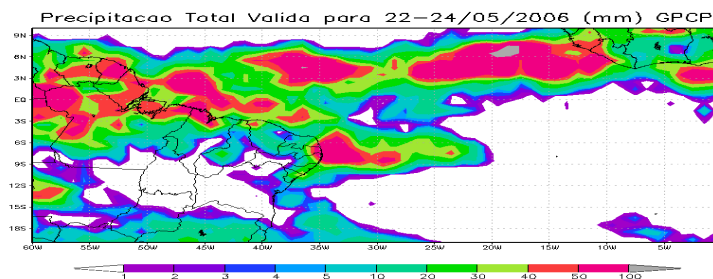 Precipitacao Total Valida para 22-24/05/2006 (mm) GPCP
9N
6N
3N
EQ
3S
6S
9S
12S
15S
18S
60W 55W 50W 45W 40W 35W 30W 25W 20W 15W 10W 5W 0
1 2 3 4 5 10 20 30 40 50 100